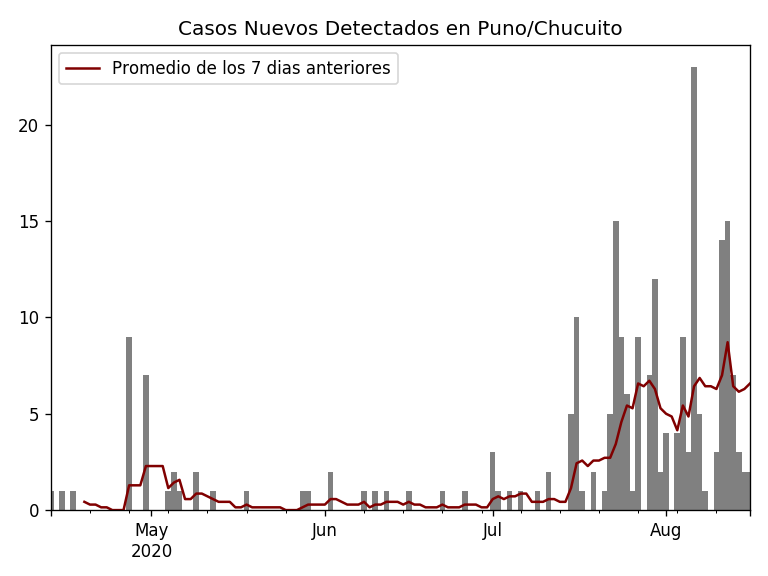 Casos Nuevos Detectados en Puno/Chucuito
Promedio de los 7 dias anteriores
20
15
10
5
0
May Jun Jul Aug
2020